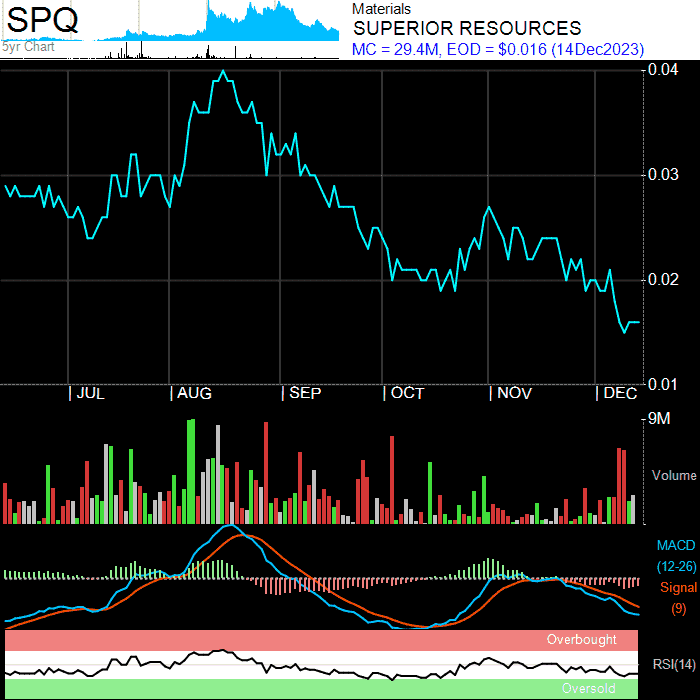 SPQ
5yr Chart
Materials
SUPERIOR RESOURCES
MC = 29.4M, EOD = $0.016 (14Dec2023)
0.04
0.03
0.02
0.01
| JUL | AUG | SEP | OCT | NOV | DEC
9M
Volume
MACD
(12-26)
Signal
(9)
Overbought
RSI(14)
Oversold